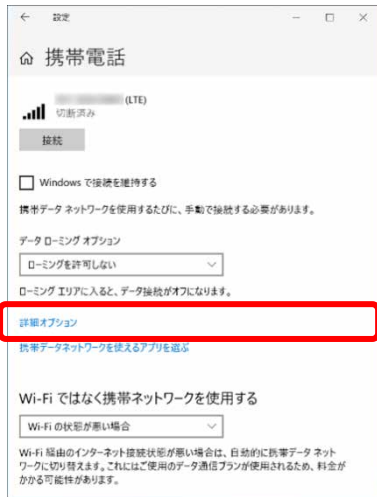 設定
携帯電話
(LTE)
切断済み
接続
Windows で接続を維持する
携帯データ ネットワークを使用するたびに、手動で接続する必要があります。
データ ローミング オプション
ローミングを許可しない
ローミング エリアに入ると、データ接続がオフになります。
詳細オプション
携帯データネットワークを使えるアプリを選ぶ
Wi-Fi ではなく携帯ネットワークを使用する
Wi-Fi の状態が悪い場合
Wi-Fi 経由のインターネット接続状態が悪い場合は、自動的に携帯データ ネット
ワークに切り替えます。これにはご使用のデータ通信プランが使用されるため、料金が
かかる可能性があります。